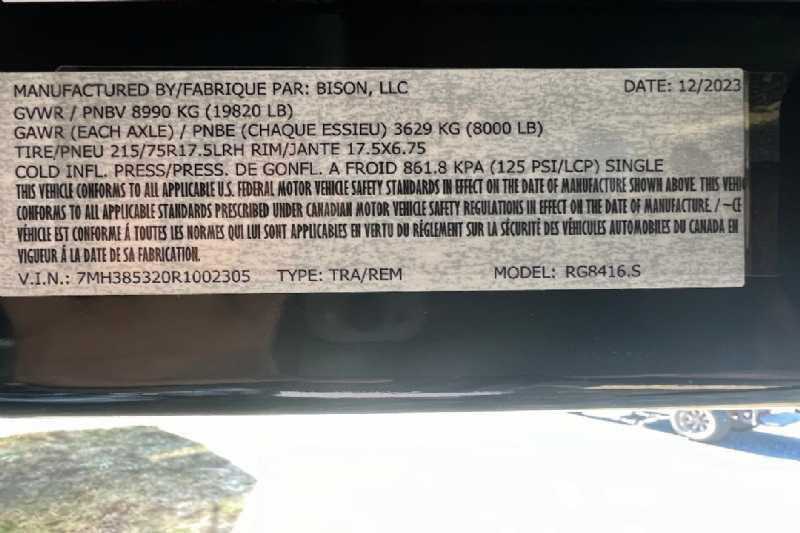 MANUFACTURED BY/FABRIQUE PAR: BISON, LLC DATE: 12/2023
GVWR / PNBV 8990 KG (19820 LB)
GAWR (EACH AXLE) / PNBE (CHAQUE ESSIEU) 3629 KG (8000 LB)
TIRE/PNEU 215/75R17.5LRH RIM/JANTE 17.5X6.75
COLD INFL. PRESS/PRESS. DE GONFL. A FROID 861.8 KPA (125 PSI/LCP) SINGLE
THIS VEHICLE CONFORMS TO ALL APPLICABLE U.S. FEDERAL MOTOR VEHICLE SAFETY STANDARDS IN EFFECT ON THE DATE OF MANUFACTURE SHOWN ABOVE. THIS VEHIC
CONFORMS TO ALL APPLICABLE STANDARDS PRESCRIBED UNDER CANADIAN MOTOR VEHICLE SAFETY REGULATIONS IN EFFECT ON THE DATE OF MANUFACTURE. / ~CE
VÉHICLE EST CONFORME Á TOUTES LES NORMES QUI LUI SONT APPLICABLES EN VERTU DU RÈGLEMENT SUR LA SÉCURITÉ DES VÉHICULES AUTOMOBILES DU CANADA EN
VIGUEUR Á LA DATE DE SA FABRICATION.
V.I.N.: 7MH385320R1002305 TYPE: TRA/REM MODEL: RG8416.S